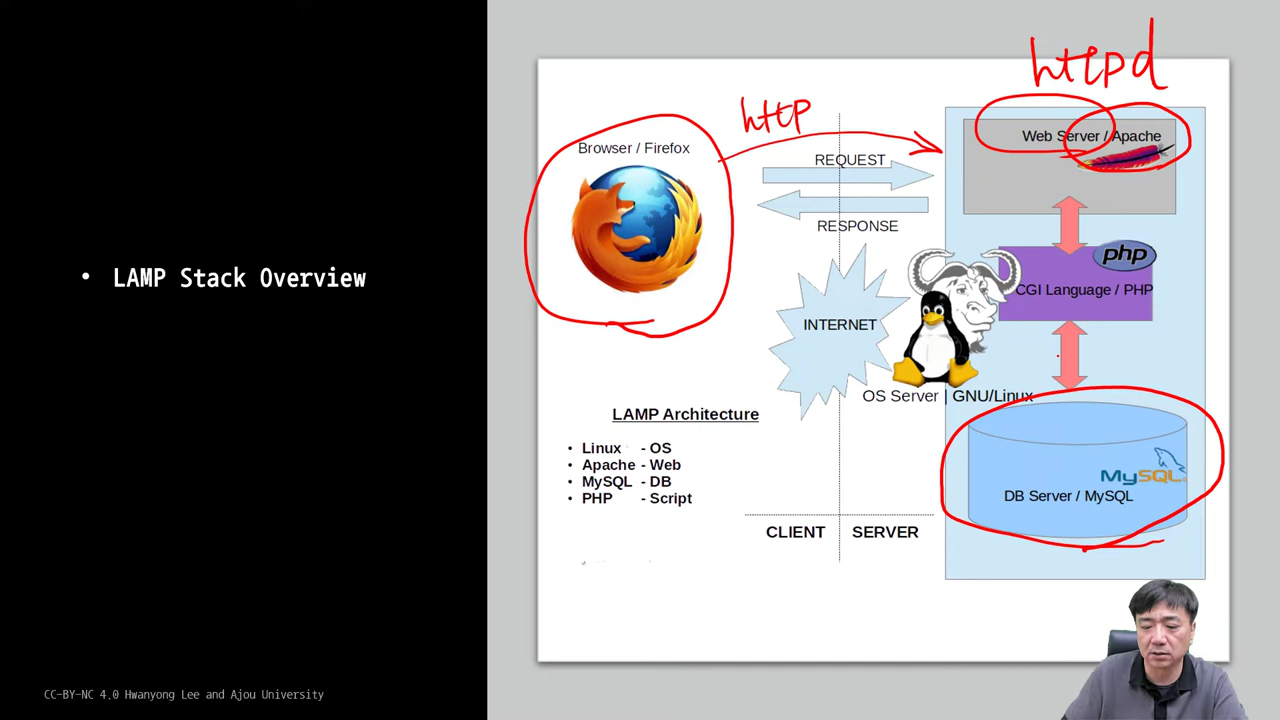 LAMP Stack Overview
httpd
http
Web Server / Apache
Browser / Firefox
REQUEST
RESPONSE
php
CGI Language / PHP
INTERNET
OS Server | GNU/Linux
LAMP Architecture
Linux - OS
Apache - Web
MySQL - DB
PHP - Script
MySQL
DB Server / MySQL
CLIENT
SERVER
CC-BY-NC 4.0 Hwanyong Lee and Ajou University